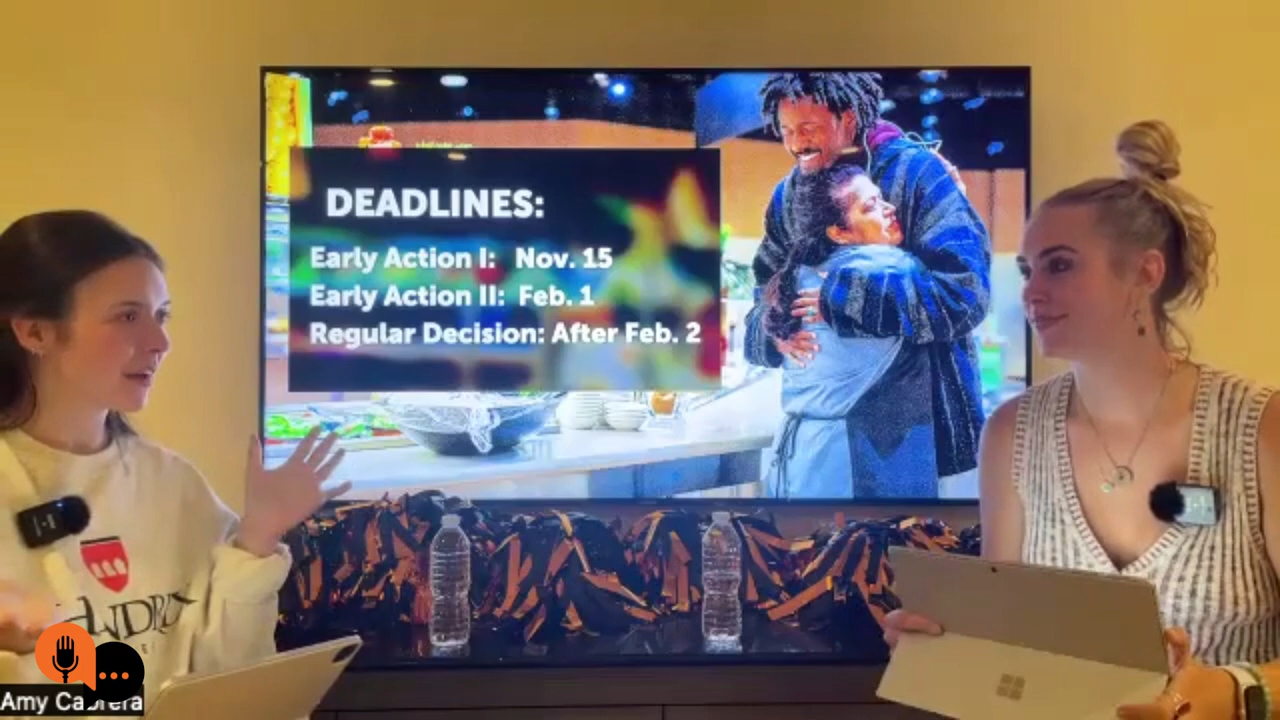 DEADLINES:
Early Action I: Nov. 15
Early Action II: Feb. 1
Regular Decision: After Feb. 2
Amy Cabrera